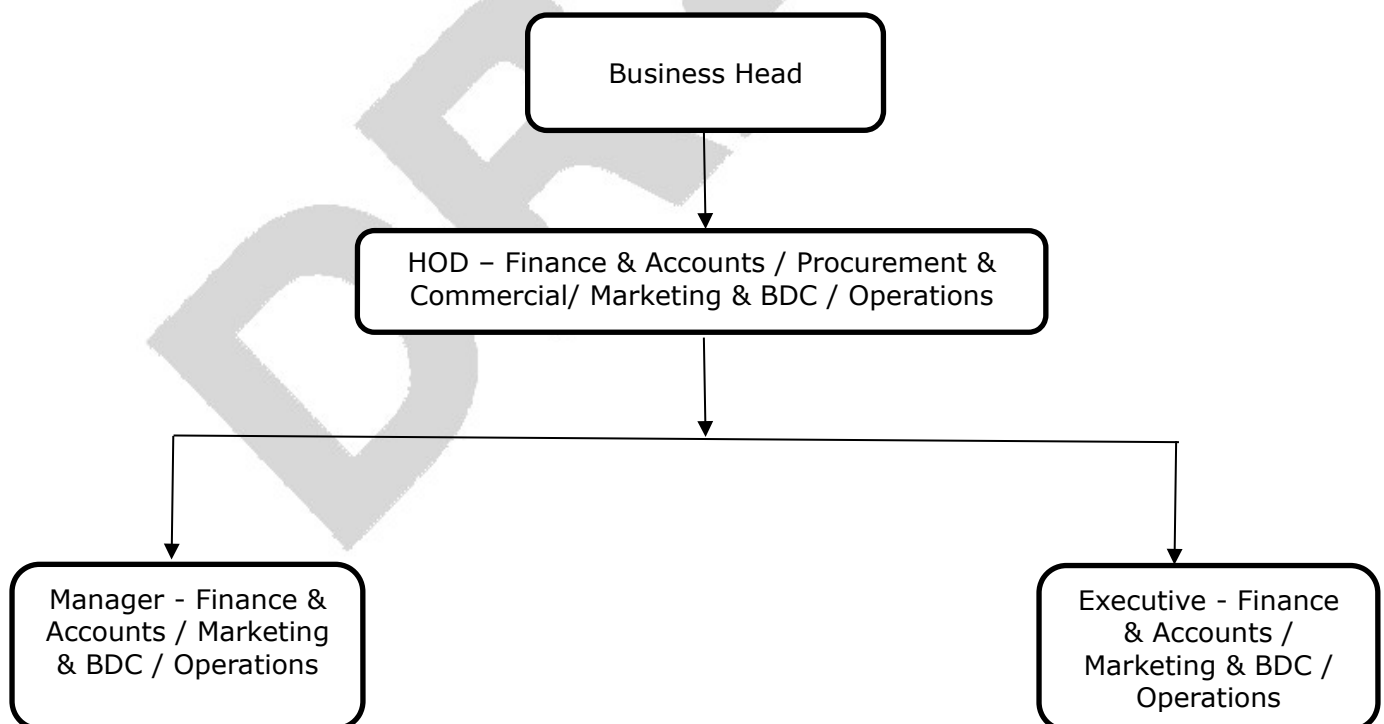 Business Head
HOD – Finance & Accounts / Procurement &
Commercial/ Marketing & BDC / Operations
Manager - Finance &
Accounts / Marketing
& BDC / Operations
Executive - Finance
& Accounts /
Marketing & BDC /
Operations